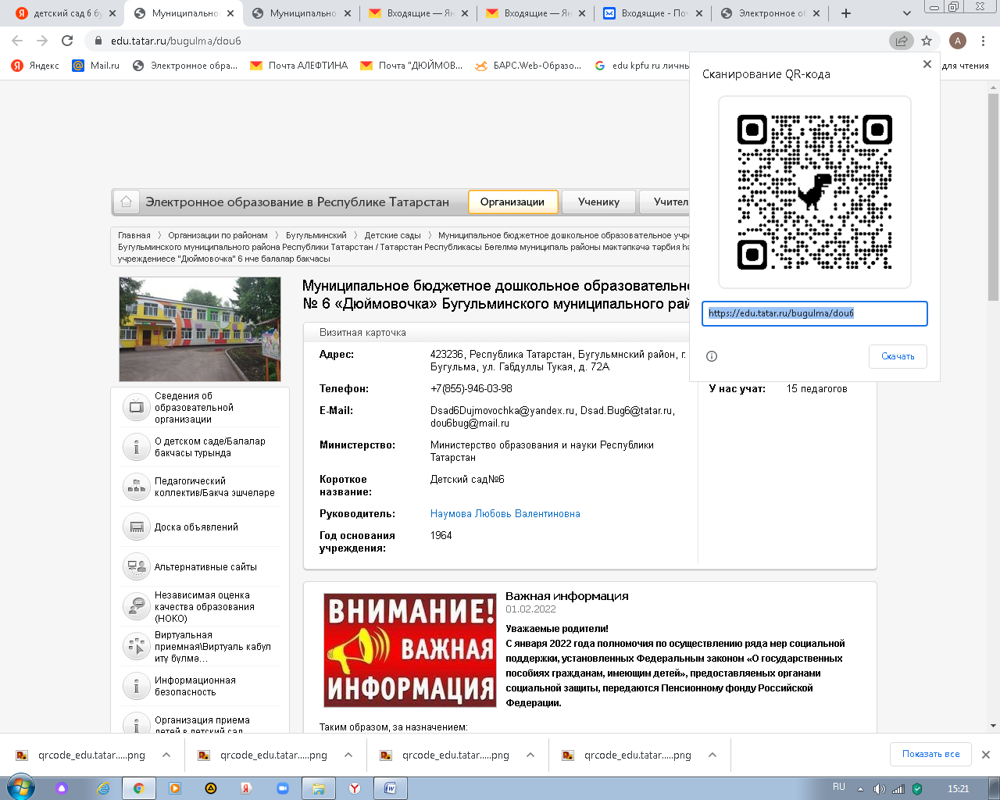 детский сад 6 бу
Муниципально
Муниципально
Входящие — Ян
Входящие — Ян
Входящие - Поч
Электронное об
edu.tatar.ru/bugulma/dou6
A
Яндекс
Mail.ru
Электронное обра...
Почта АЛЕФТИНА
Почта "ДЮЙМОВ...
БАРС.Web-Образо...
edu kpfu ru личнь
для чтения
Сканирование QR-кода
https://edu.tatar.ru/bugulma/dou6
Скачать
Электронное образование в Республике Татарстан
Организации
Ученику
Учител
Главная 〉 Организации по районам 〉 Бугульминский 〉 Детские сады 〉 Муниципальное бюджетное дошкольное образовательное учре
Бугульминского муниципального района Республики Татарстан / Татарстан Республикасы Бөгелмә муниципаль районы мәктәпкәчә тәрбия һә
учреждениесе "Дюймовочка" 6 нче балалар бакчасы
Муниципальное бюджетное дошкольное образовательн
№ 6 «Дюймовочка» Бугульминского муниципального рай
Визитная карточка
Адрес: 423236, Республика Татарстан, Бугульмнский район, г.
Бугульма, ул. Габдуллы Тукая, д. 72А
Телефон: +7(855)-946-03-98
E-Mail: Dsad6Dujmovochka@yandex.ru, Dsad.Bug6@tatar.ru,
dou6bug@mail.ru
Министерство: Министерство образования и науки Республики
Татарстан
Короткое Детский сад№6
название:
Руководитель: Наумова Любовь Валентиновна
Год основания 1964
учреждения:
У нас учат: 15 педагогов
Сведения об
образовательной
организации
О детском саде/Балалар
бакчасы турында
Педагогический
коллектив/Бакча эшчеләре
Доска объявлений
Альтернативные сайты
Независимая оценка
качества образования
(НОКО)
Виртуальная
приемная\Виртуаль кабул
итү бүлмә...
Информационная
безопасность
Организация приема
детей в детский сад
ВНИМАНИЕ!
ВАЖНАЯ
ИНФОРМАЦИЯ
Важная информация
01.02.2022
Уважаемые родители!
С января 2022 года полномочия по осуществлению ряда мер социальной
поддержки, установленных Федеральным законом «О государственных
пособиях гражданам, имеющим детей», предоставляемых органами
социальной защиты, передаются Пенсионному фонду Российской
Федерации.
Таким образом, за назначением:
qrcode_edu.tatar.....png
qrcode_edu.tatar.....png
qrcode_edu.tatar.....png
qrcode_edu.tatar.....png
Показать все
RU
15:21